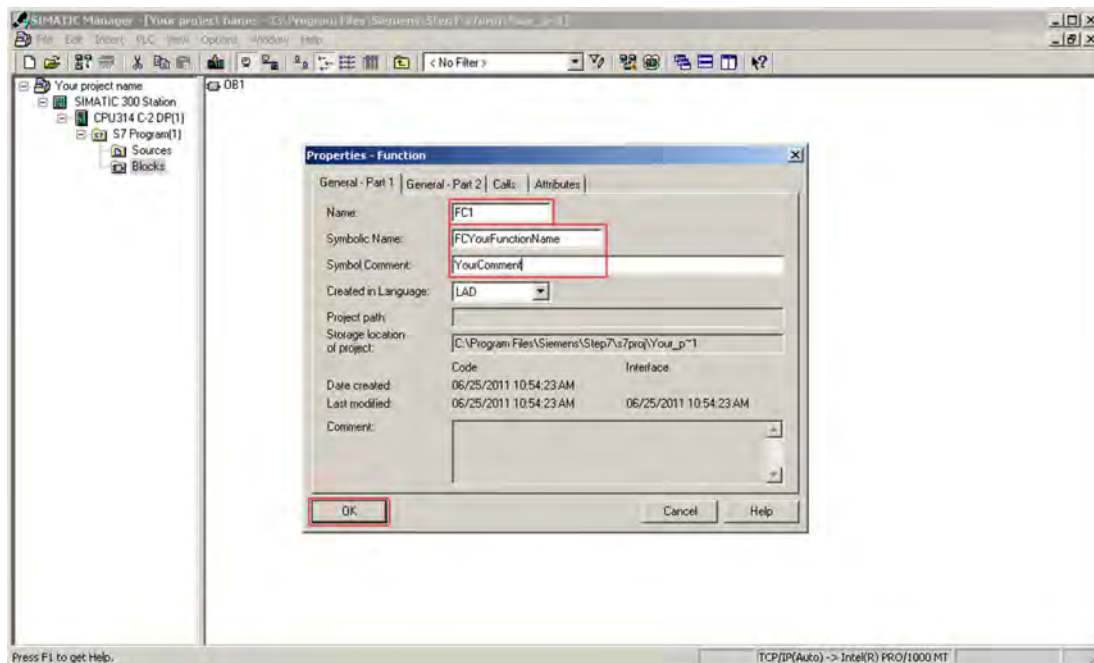 SIMATIC Manager - [Your project name -- C:\Program Files\Siemens\Step7\s7proj\Your_p~1]
File Edit Insert PLC View Options Window Help
< No Filter >
Your project name
SIMATIC 300 Station
CPU314 C-2 DP(1)
S7 Program(1)
Sources
Blocks
OB1
Properties - Function
General - Part 1 General - Part 2 Calls Attributes
Name: FC1
Symbolic Name: FCYourFunctionName
Symbol Comment: YourComment
Created in Language: LAD
Project path:
Storage location
of project: C:\Program Files\Siemens\Step7\s7proj\Your_p~1
Code Interface
Date created: 06/25/2011 10:54:23 AM
Last modified: 06/25/2011 10:54:23 AM 06/25/2011 10:54:23 AM
Comment:
OK Cancel Help
Press F1 to get Help. TCP/IP(Auto) -> Intel(R) PRO/1000 MT